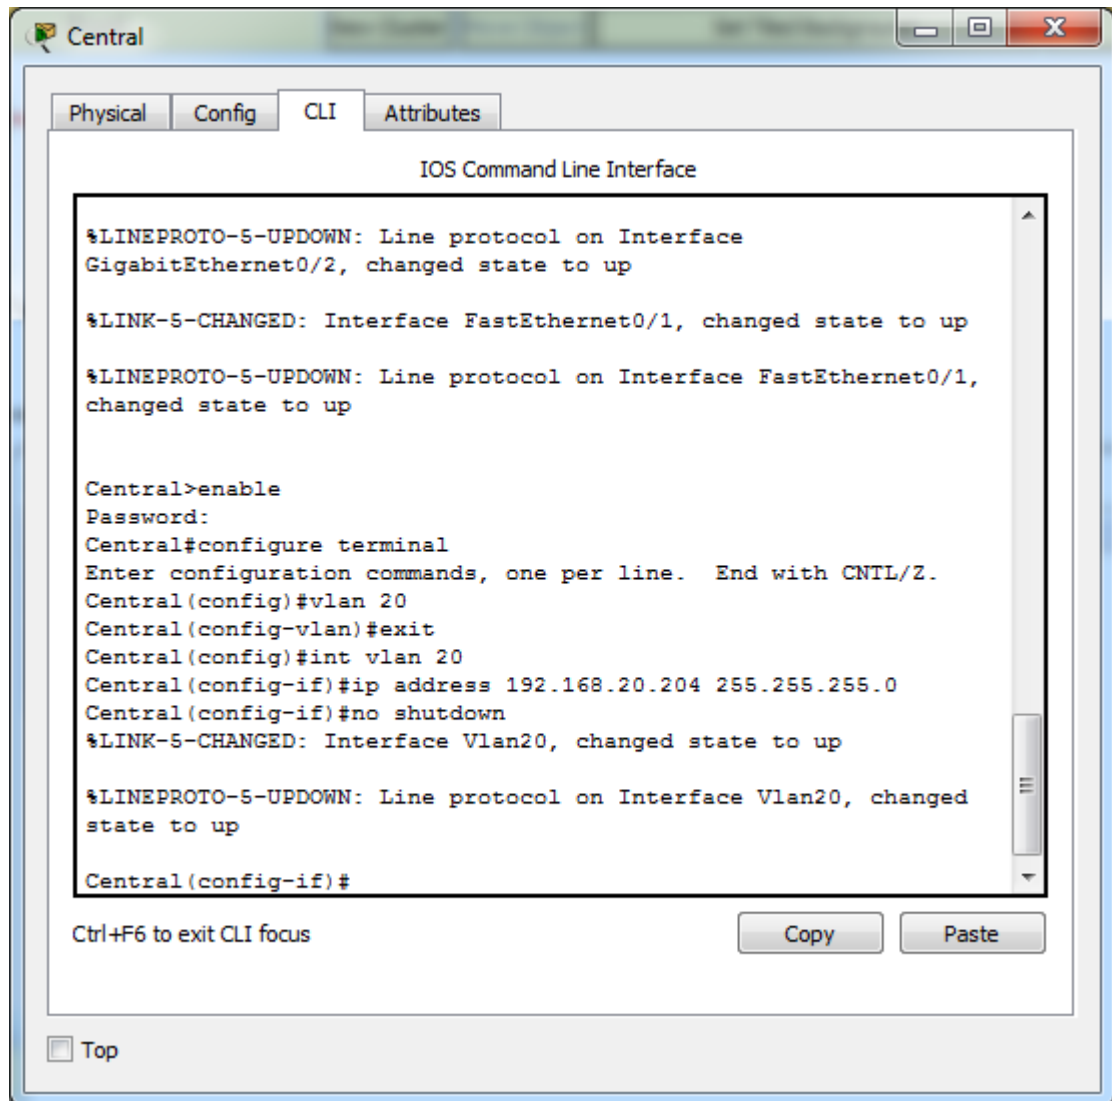 Central
Physical Config CLI Attributes
IOS Command Line Interface
%LINEPROTO-5-UPDOWN: Line protocol on Interface
GigabitEthernet0/2, changed state to up
%LINK-5-CHANGED: Interface FastEthernet0/1, changed state to up
%LINEPROTO-5-UPDOWN: Line protocol on Interface FastEthernet0/1,
changed state to up
Central>enable
Password:
Central#configure terminal
Enter configuration commands, one per line.  End with CNTL/Z.
Central(config)#vlan 20
Central(config-vlan)#exit
Central(config)#int vlan 20
Central(config-if)#ip address 192.168.20.204 255.255.255.0
Central(config-if)#no shutdown
%LINK-5-CHANGED: Interface Vlan20, changed state to up
%LINEPROTO-5-UPDOWN: Line protocol on Interface Vlan20, changed
state to up
Central(config-if)#
Ctrl+F6 to exit CLI focus Copy Paste
Top